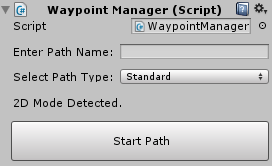 Waypoint Manager (Script)
Script WaypointManager
Enter Path Name:
Select Path Type: Standard
2D Mode Detected.
Start Path